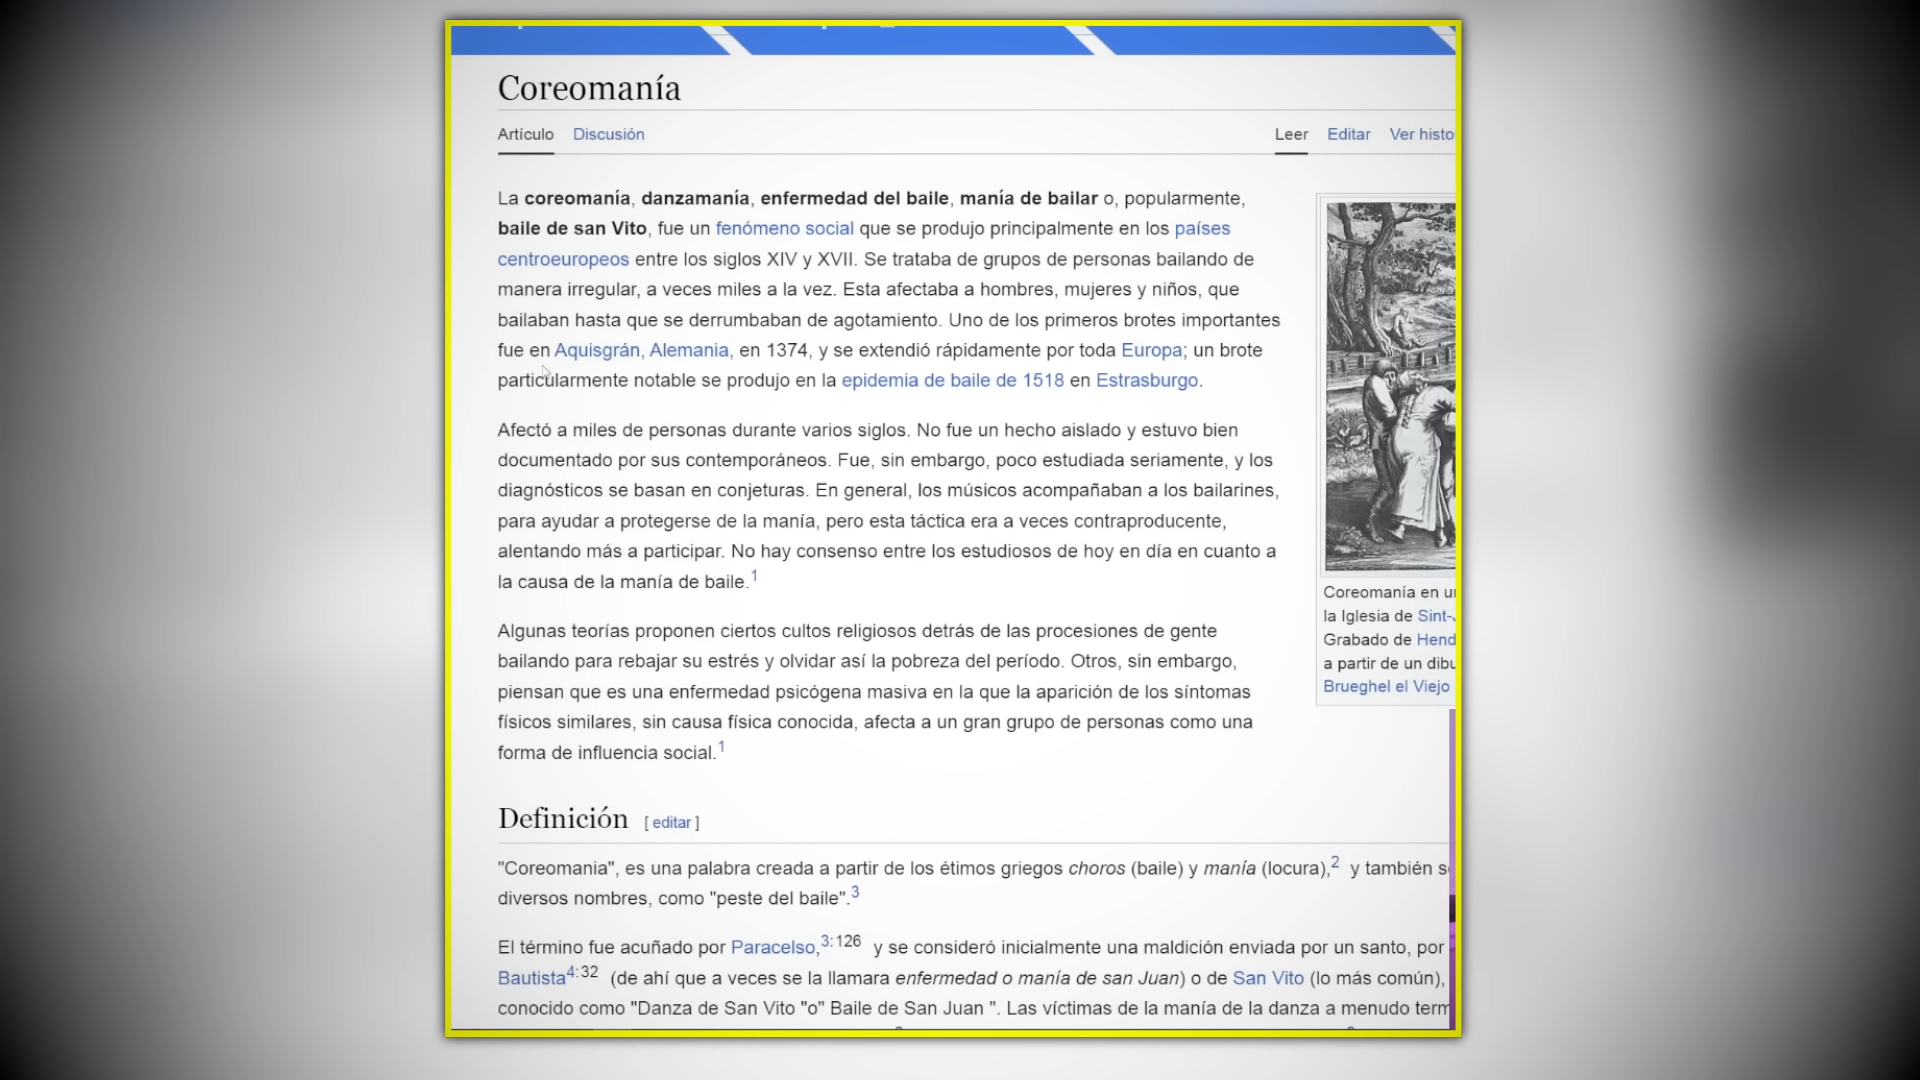 Coreomanía
Artículo Discusión Leer Editar Ver histo
La coreomanía, danzamanía, enfermedad del baile, manía de bailar o, popularmente,
baile de san Vito, fue un fenómeno social que se produjo principalmente en los países
centroeuropeos entre los siglos XIV y XVII. Se trataba de grupos de personas bailando de
manera irregular, a veces miles a la vez. Esta afectaba a hombres, mujeres y niños, que
bailaban hasta que se derrumbaban de agotamiento. Uno de los primeros brotes importantes
fue en Aquisgrán, Alemania, en 1374, y se extendió rápidamente por toda Europa; un brote
particularmente notable se produjo en la epidemia de baile de 1518 en Estrasburgo.
Afectó a miles de personas durante varios siglos. No fue un hecho aislado y estuvo bien
documentado por sus contemporáneos. Fue, sin embargo, poco estudiada seriamente, y los
diagnósticos se basan en conjeturas. En general, los músicos acompañaban a los bailarines,
para ayudar a protegerse de la manía, pero esta táctica era a veces contraproducente,
alentando más a participar. No hay consenso entre los estudiosos de hoy en día en cuanto a
la causa de la manía de baile.1
Algunas teorías proponen ciertos cultos religiosos detrás de las procesiones de gente
bailando para rebajar su estrés y olvidar así la pobreza del período. Otros, sin embargo,
piensan que es una enfermedad psicógena masiva en la que la aparición de los síntomas
físicos similares, sin causa física conocida, afecta a un gran grupo de personas como una
forma de influencia social.1
Coreomanía en u
la Iglesia de Sint-
Grabado de Hend
a partir de un dibu
Brueghel el Viejo
Definición [ editar ]
"Coreomania", es una palabra creada a partir de los étimos griegos choros (baile) y manía (locura),2 y también s
diversos nombres, como "peste del baile".3
El término fue acuñado por Paracelso,3:126 y se consideró inicialmente una maldición enviada por un santo, por
Bautista4:32 (de ahí que a veces se la llamara enfermedad o manía de san Juan) o de San Vito (lo más común),
conocido como "Danza de San Vito "o" Baile de San Juan ". Las víctimas de la manía de la danza a menudo term